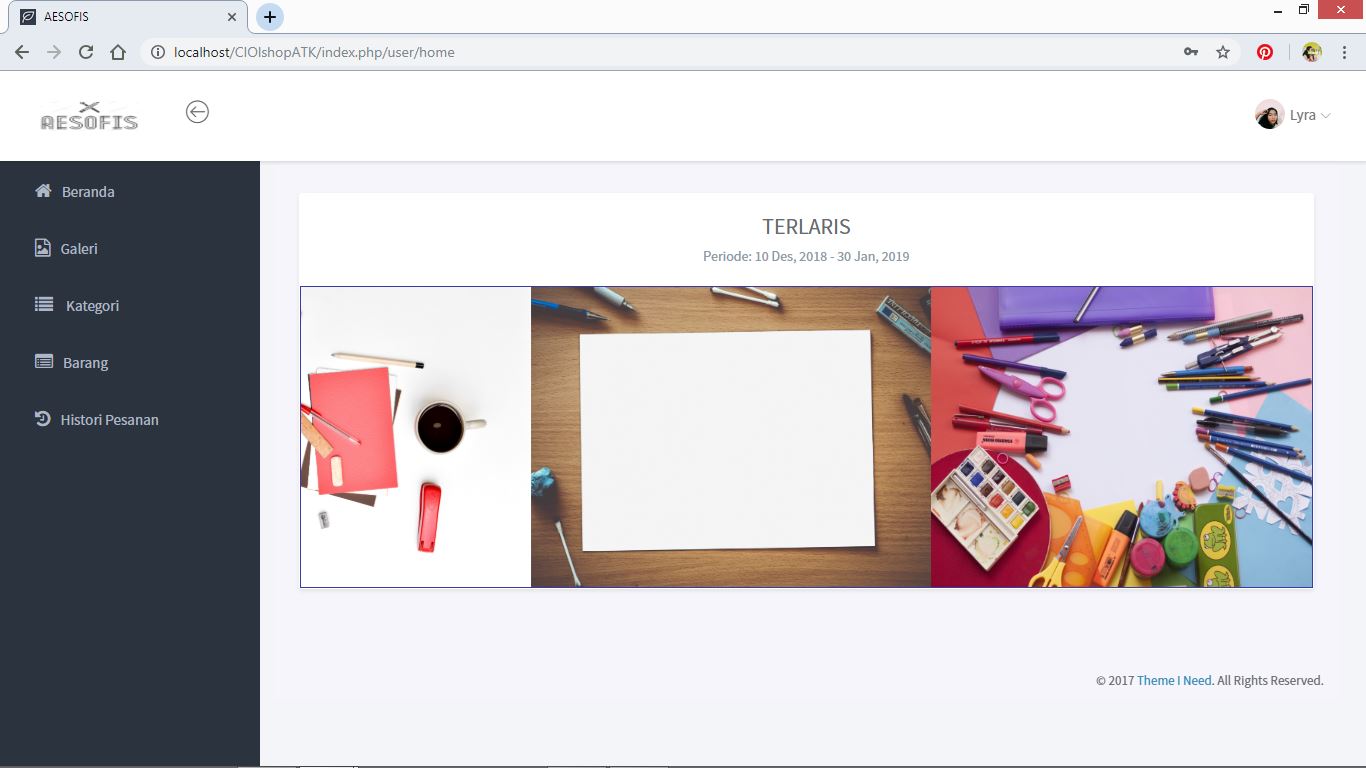 AESOFIS
localhost/CIOlshopATK/index.php/user/home
AESOFIS
Lyra
Beranda
Galeri
Kategori
Barang
Histori Pesanan
TERLARIS
Periode: 10 Des, 2018 - 30 Jan, 2019
© 2017 Theme I Need. All Rights Reserved.